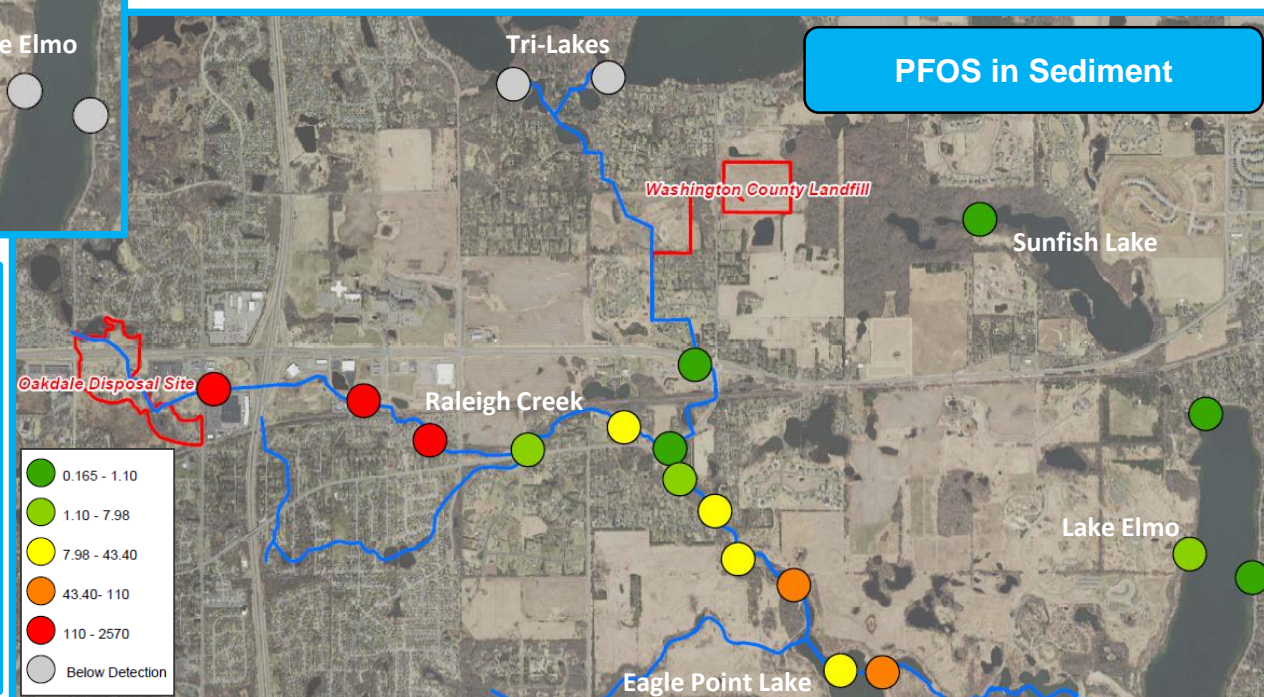 e Elmo
Tri-Lakes
PFOS in Sediment
Washington County Landfill
Sunfish Lake
Oakdale Disposal Site
Raleigh Creek
0.165 - 1.10
1.10 - 7.98
7.98 - 43.40
43.40- 110
110 - 2570
Below Detection
Lake Elmo
Eagle Point Lake